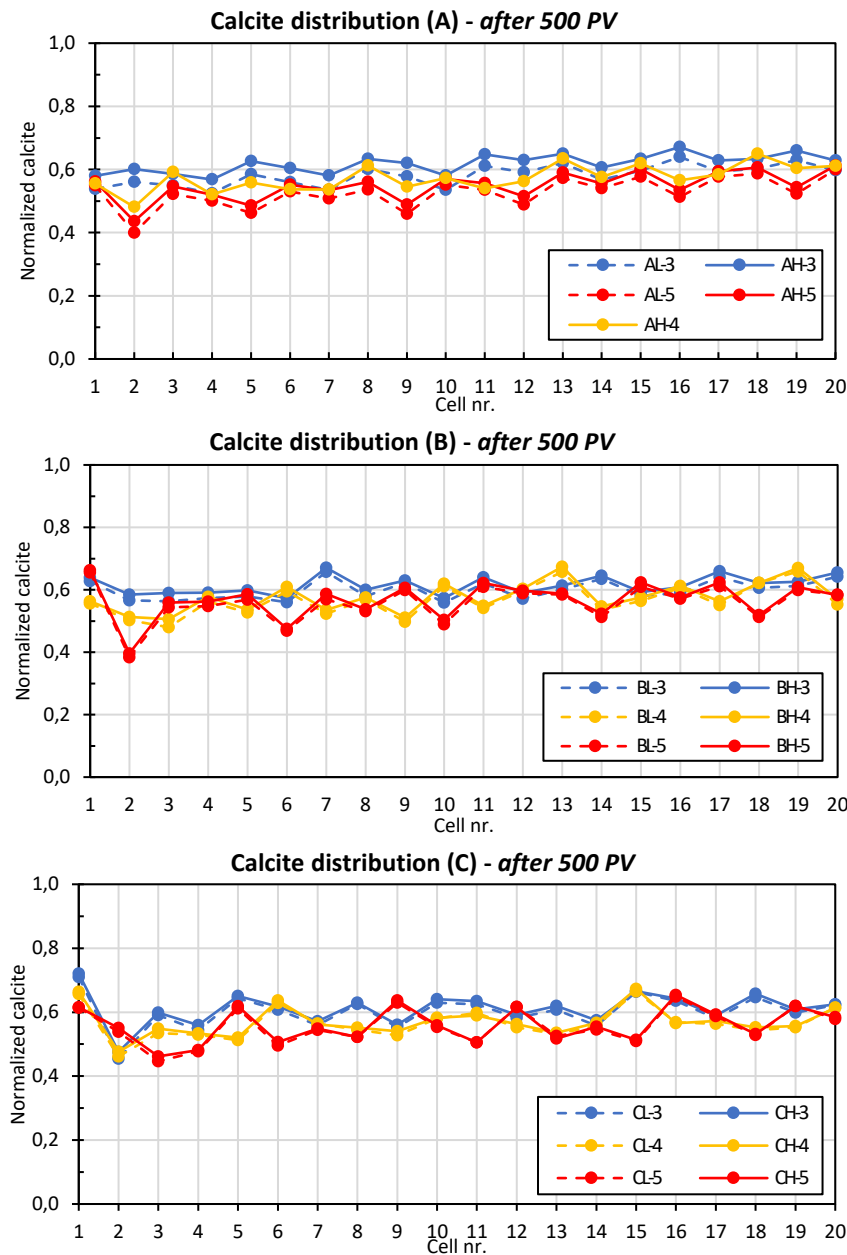 Calcite distribution (A) - after 500 PV
Normalized calcite
1,0
0,8
0,6
0,4
0,2
0,0
AL-3 AH-3
AL-5 AH-5
AH-4
1 2 3 4 5 6 7 8 9 10 11 12 13 14 15 16 17 18 19 20
Cell nr.
Calcite distribution (B) - after 500 PV
Normalized calcite
1,0
0,8
0,6
0,4
0,2
0,0
BL-3 BH-3
BL-4 BH-4
BL-5 BH-5
1 2 3 4 5 6 7 8 9 10 11 12 13 14 15 16 17 18 19 20
Cell nr.
Calcite distribution (C) - after 500 PV
Normalized calcite
1,0
0,8
0,6
0,4
0,2
0,0
CL-3 CH-3
CL-4 CH-4
CL-5 CH-5
1 2 3 4 5 6 7 8 9 10 11 12 13 14 15 16 17 18 19 20
Cell nr.